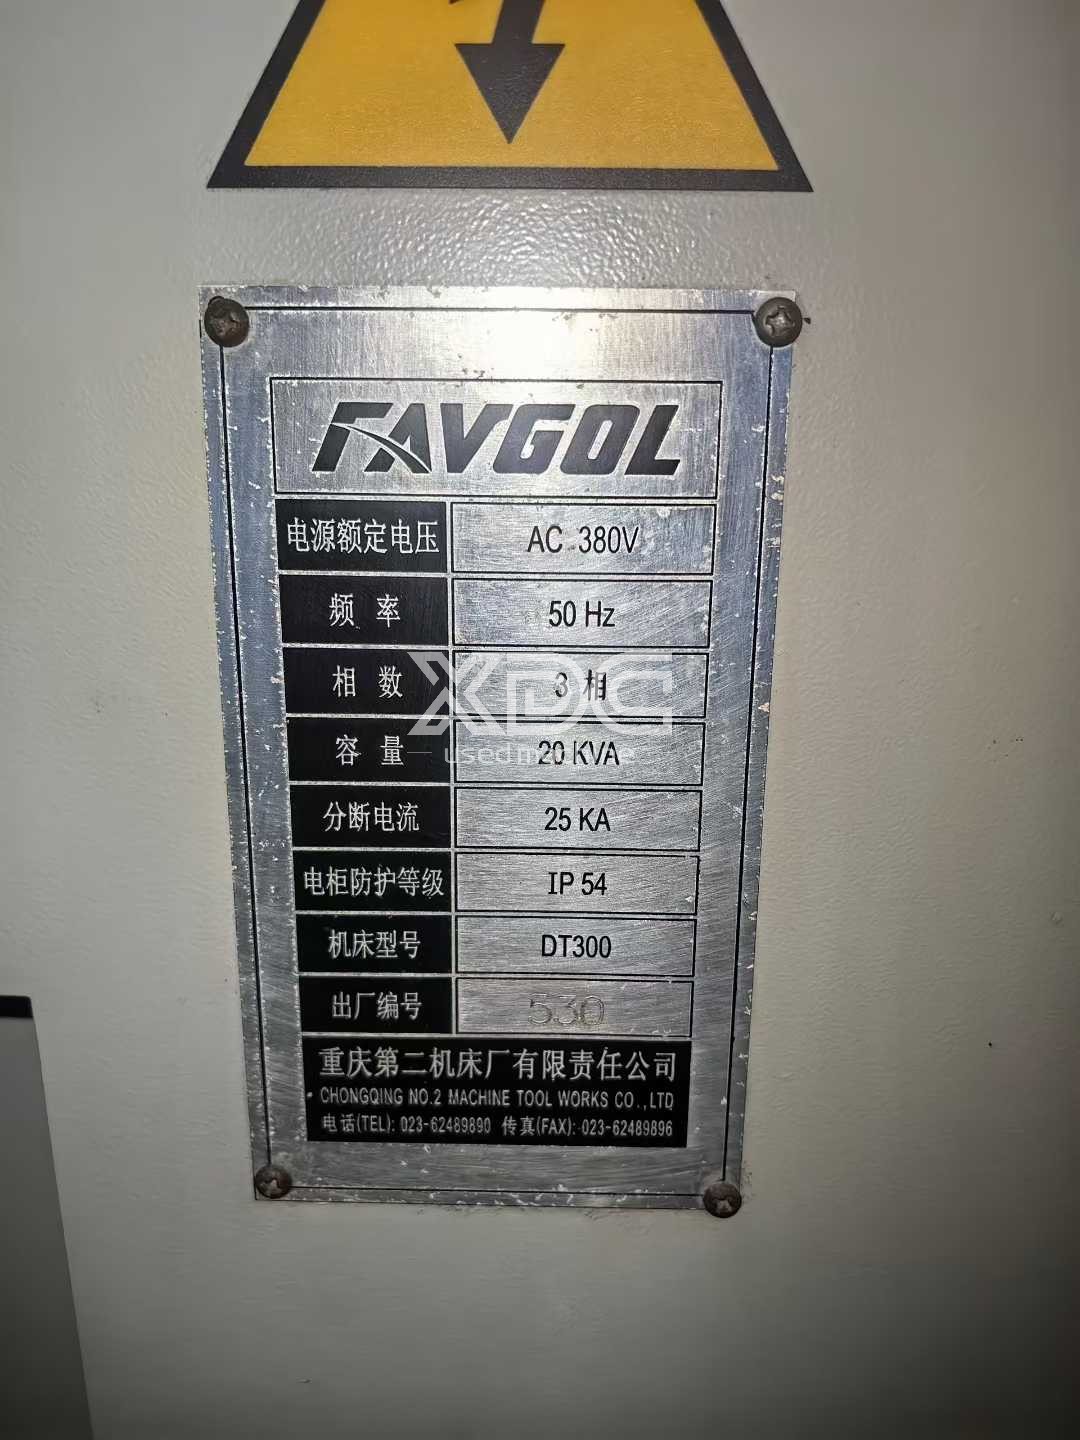 FAVGOL
电源额定电压 AC 380V
频率 50 Hz
相数 3 相
容量 20 KVA
分断电流 25 KA
电柜防护等级 IP 54
机床型号 DT300
出厂编号 530
重庆第二机床厂有限责任公司
CHONGQING NO.2 MACHINE TOOL WORKS CO.,LTD
电话(TEL): 023-62489890 传真(FAX): 023-62489896
XDC